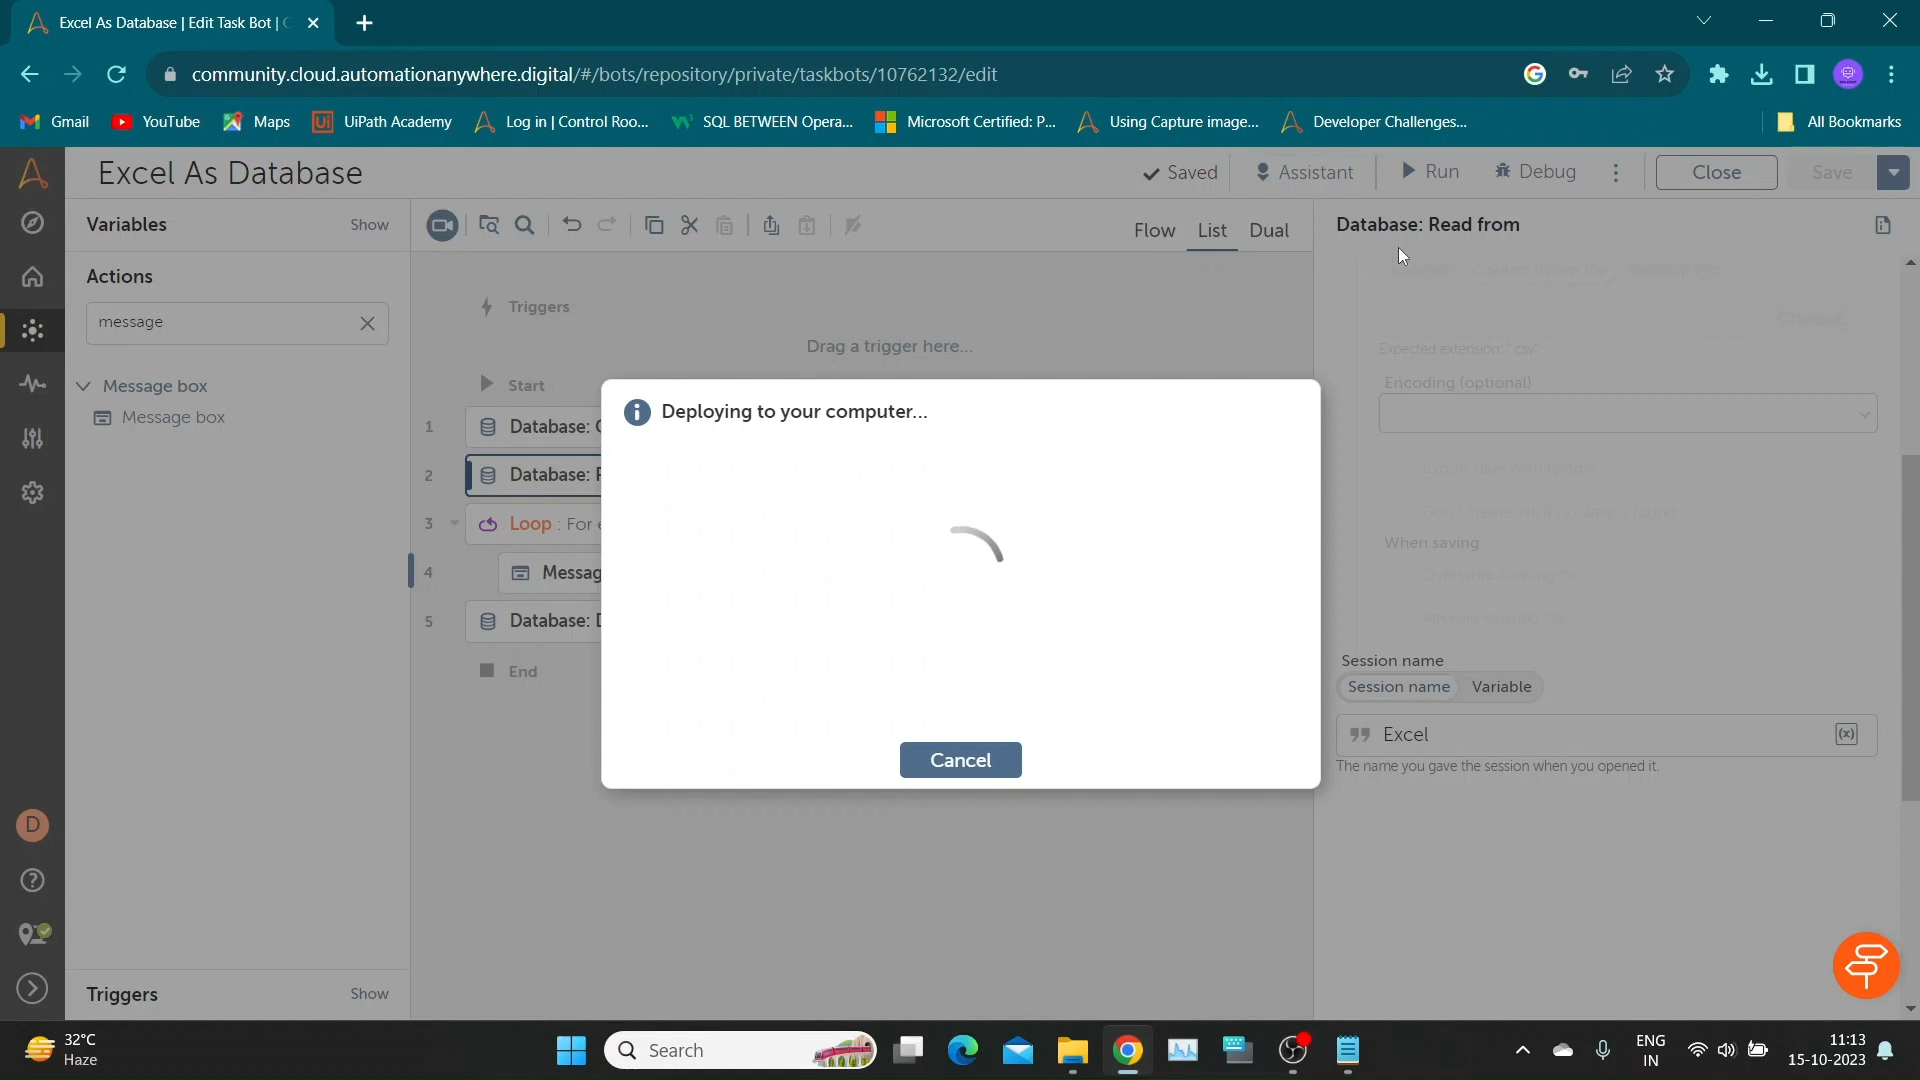 Excel As Database | Edit Task Bot |
community.cloud.automationanywhere.digital/#/bots/repository/private/taskbots/10762132/edit
Gmail
YouTube
Maps
UiPath Academy
Log in | Control Roo...
SQL BETWEEN Opera...
Microsoft Certified: P...
Using Capture image...
Developer Challenges...
All Bookmarks
Excel As Database
Saved
Assistant
Run
Debug
Close
Save
Variables
Show
Flow
List
Dual
Database: Read from
Actions
message
Message box
Message box
Triggers
Drag a trigger here...
Start
1
Database:
2
Database:
3
Loop : For
4
Messag
5
Database:
End
Deploying to your computer...
Cancel
Expected extension: ".csv"
Encoding (optional)
When saving
Session name
Session name
Variable
Excel
The name you gave the session when you opened it.
D
Triggers
Show
32°C
Haze
Search
ENG
IN
11:13
15-10-2023